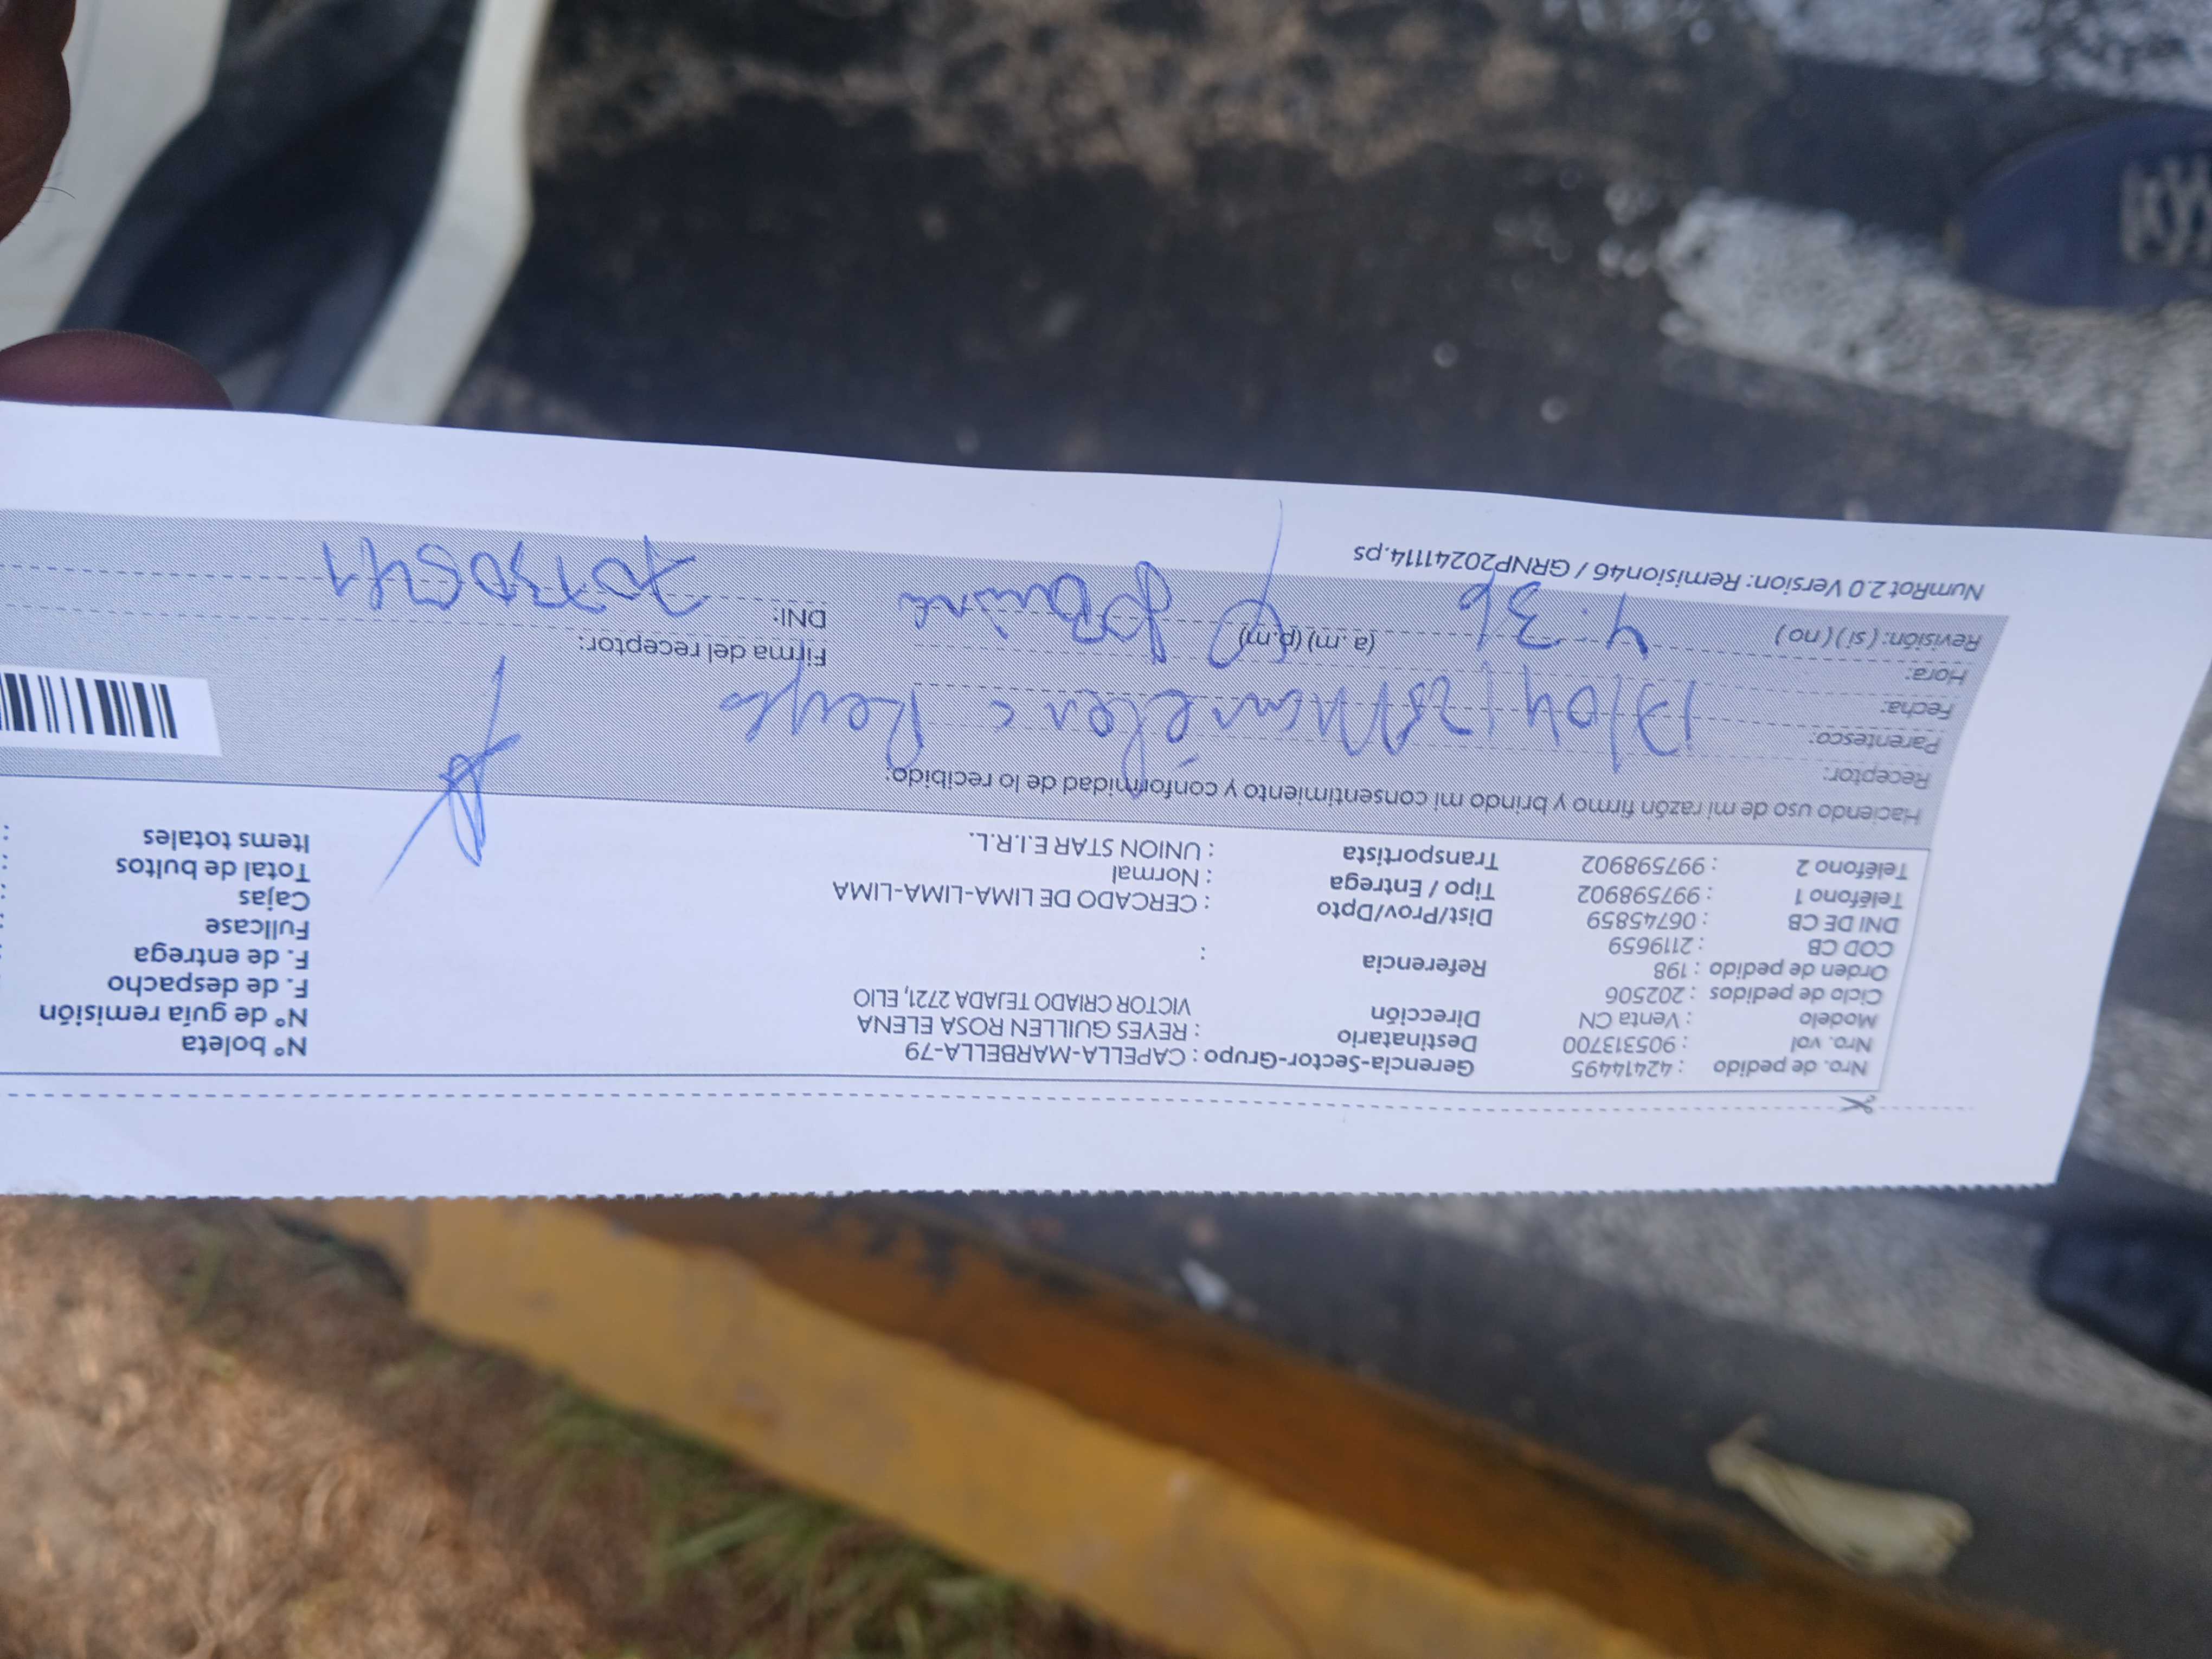 Nro. de pedido : 42414495 Gerencia-Sector-Grupo : CAPELLA-MARBELLA-79 N° boleta
Nro. vol : 905313700 Destinatario : REYES GUILLEN ROSA ELENA N° de guía remisión
Modelo : Venta CN Dirección VICTOR CRIADO TEJADA 2721, ELIO F. de despacho
Ciclo de pedidos : 202506 F. de entrega
Orden de pedido : 198 Referencia : Fullcase
COD CB : 2119659 Cajas
DNI DE CB : 06745859 Dist/Prov/Dpto : CERCADO DE LIMA-LIMA-LIMA Total de bultos :
Teléfono 1 : 997598902 Tipo / Entrega : Normal Items totales :
Teléfono 2 : 997598902 Transportista : UNION STAR E.I.R.L.
Haciendo uso de mi razón firmo y brindo mi consentimiento y conformidad de lo recibido:
Receptor:
Parentesco: Reyes
Fecha:
Hora: Firma del receptor:
Revisión: ( si ) ( no ) 4:36 (a .m) (p.m) DNI:
NumRot 2.0 Version: Remision46 / GRNP20241114.ps